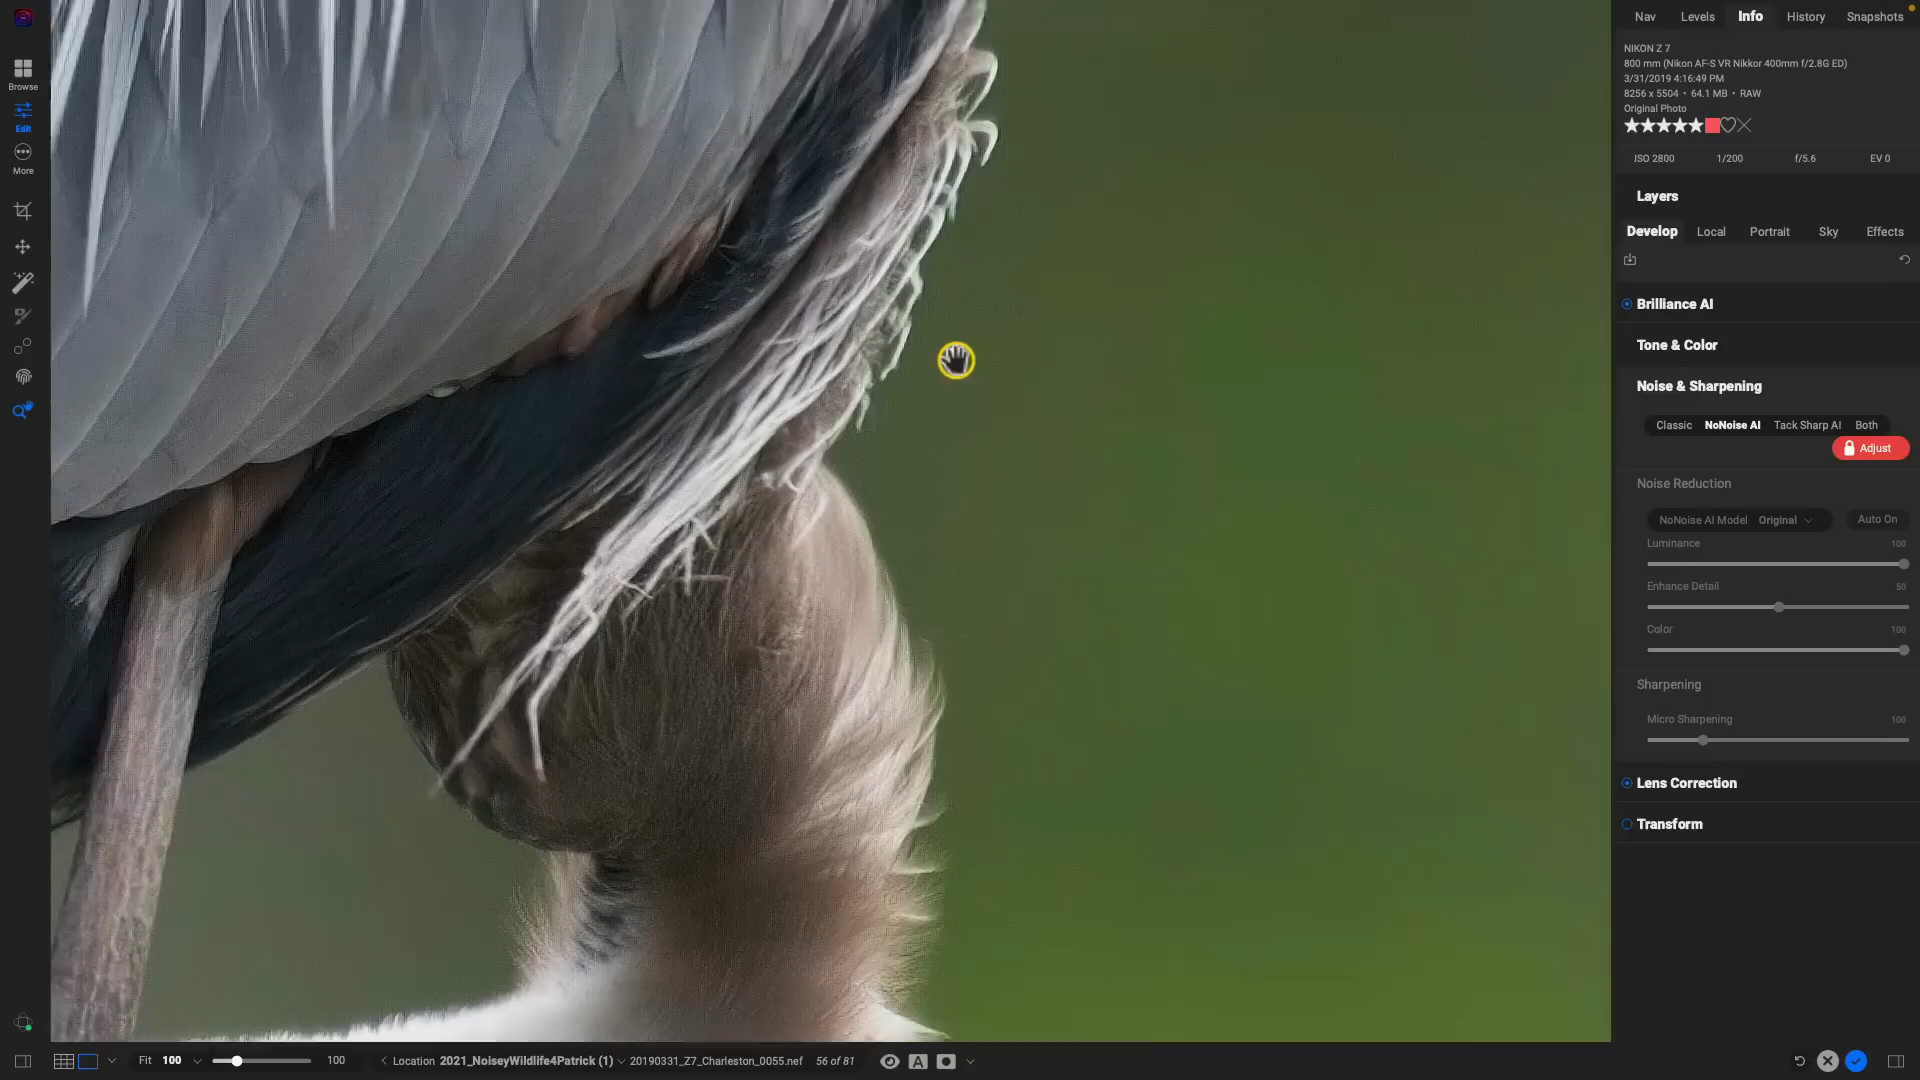 Nav Levels Info History Snapshots
NIKON Z 7
800 mm (Nikon AF-S VR Nikkor 400mm f/2.8G ED)
3/31/2019 4:16:49 PM
8256 x 5504 • 64.1 MB • RAW
Original Photo
ISO 2800 1/200 f/5.6 EV 0
Browse
Edit
More
Layers
Develop Local Portrait Sky Effects
Brilliance AI
Tone & Color
Noise & Sharpening
Classic NoNoise AI Tack Sharp AI Both
Adjust
Noise Reduction
NoNoise AI Model Original Auto On
Luminance 100
Enhance Detail 50
Color 100
Sharpening
Micro Sharpening 100
Lens Correction
Transform
Fit 100 100 Location 2021_NoiseyWildlife4Patrick (1) 20190331_Z7_Charleston_0055.nef 56 of 81 A